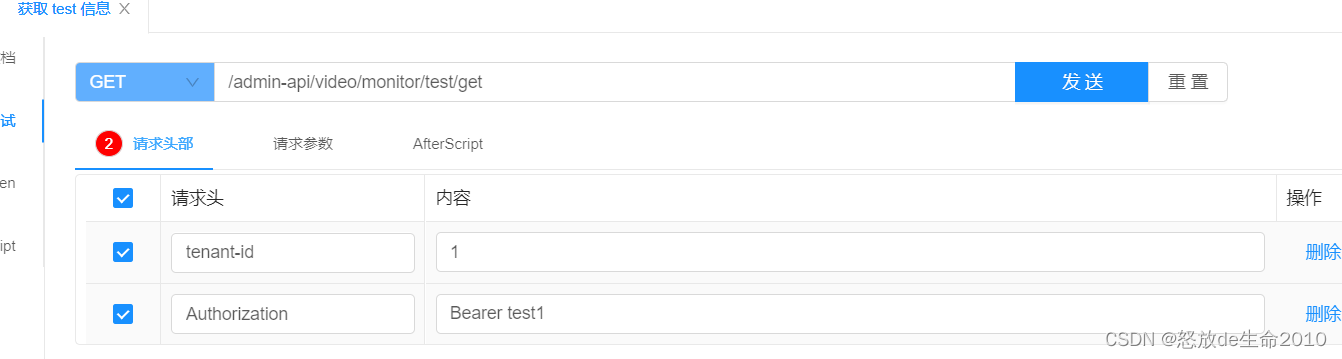 获取 test 信息
档
GET /admin-api/video/monitor/test/get 发 送 重 置
试
2 请求头部 请求参数 AfterScript
en
请求头 内容 操作
ipt
tenant-id 1 删除
Authorization Bearer test1 删除
CSDN @怒放de生命2010